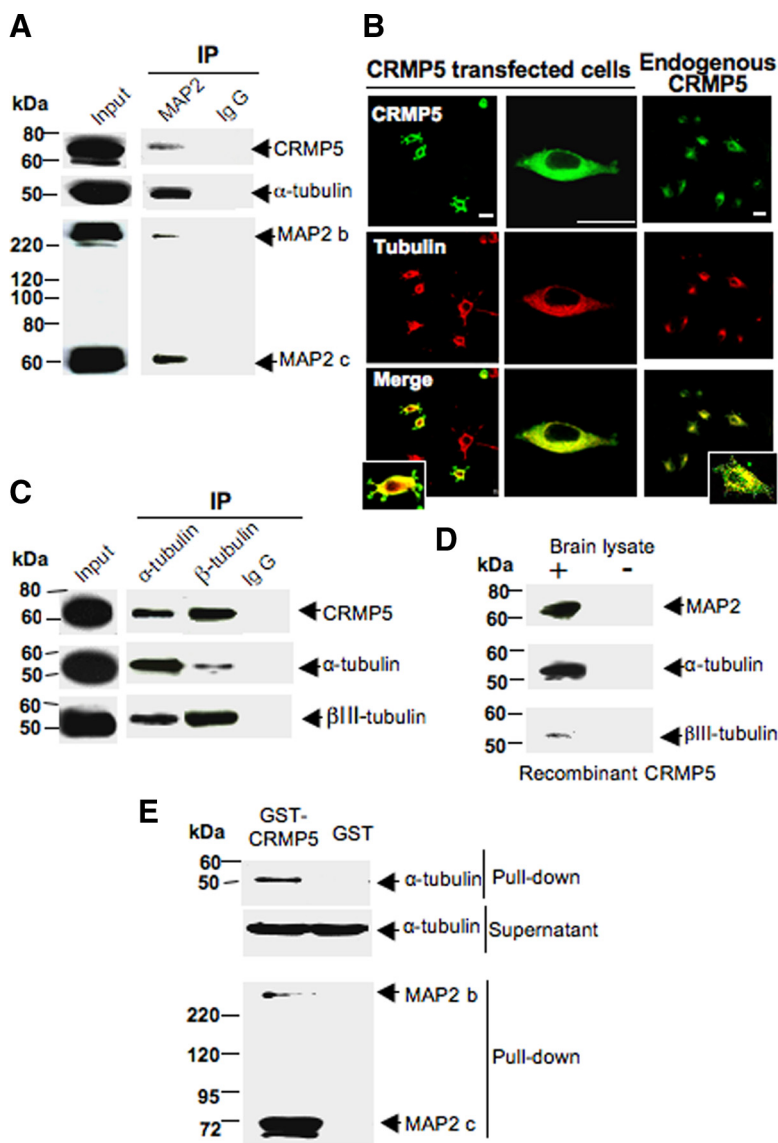 A
IP
kDa
Input
MAP2
Ig G
80
60
CRMP5
50
α-tubulin
220
120
100
80
60
MAP2 b
MAP2 c
B
CRMP5 transfected cells
Endogenous
CRMP5
CRMP5
Tubulin
Merge
C
IP
kDa
Input
α-tubulin
β-tubulin
Ig G
80
60
CRMP5
60
50
α-tubulin
60
50
βIII-tubulin
D
Brain lysate
kDa
+ -
80
60
MAP2
60
50
α-tubulin
60
50
βIII-tubulin
Recombinant CRMP5
E
kDa
GST-
CRMP5
GST
60
50
α-tubulin
Pull-down
α-tubulin
Supernatant
MAP2 b
220
120
95
72
Pull-down
MAP2 c